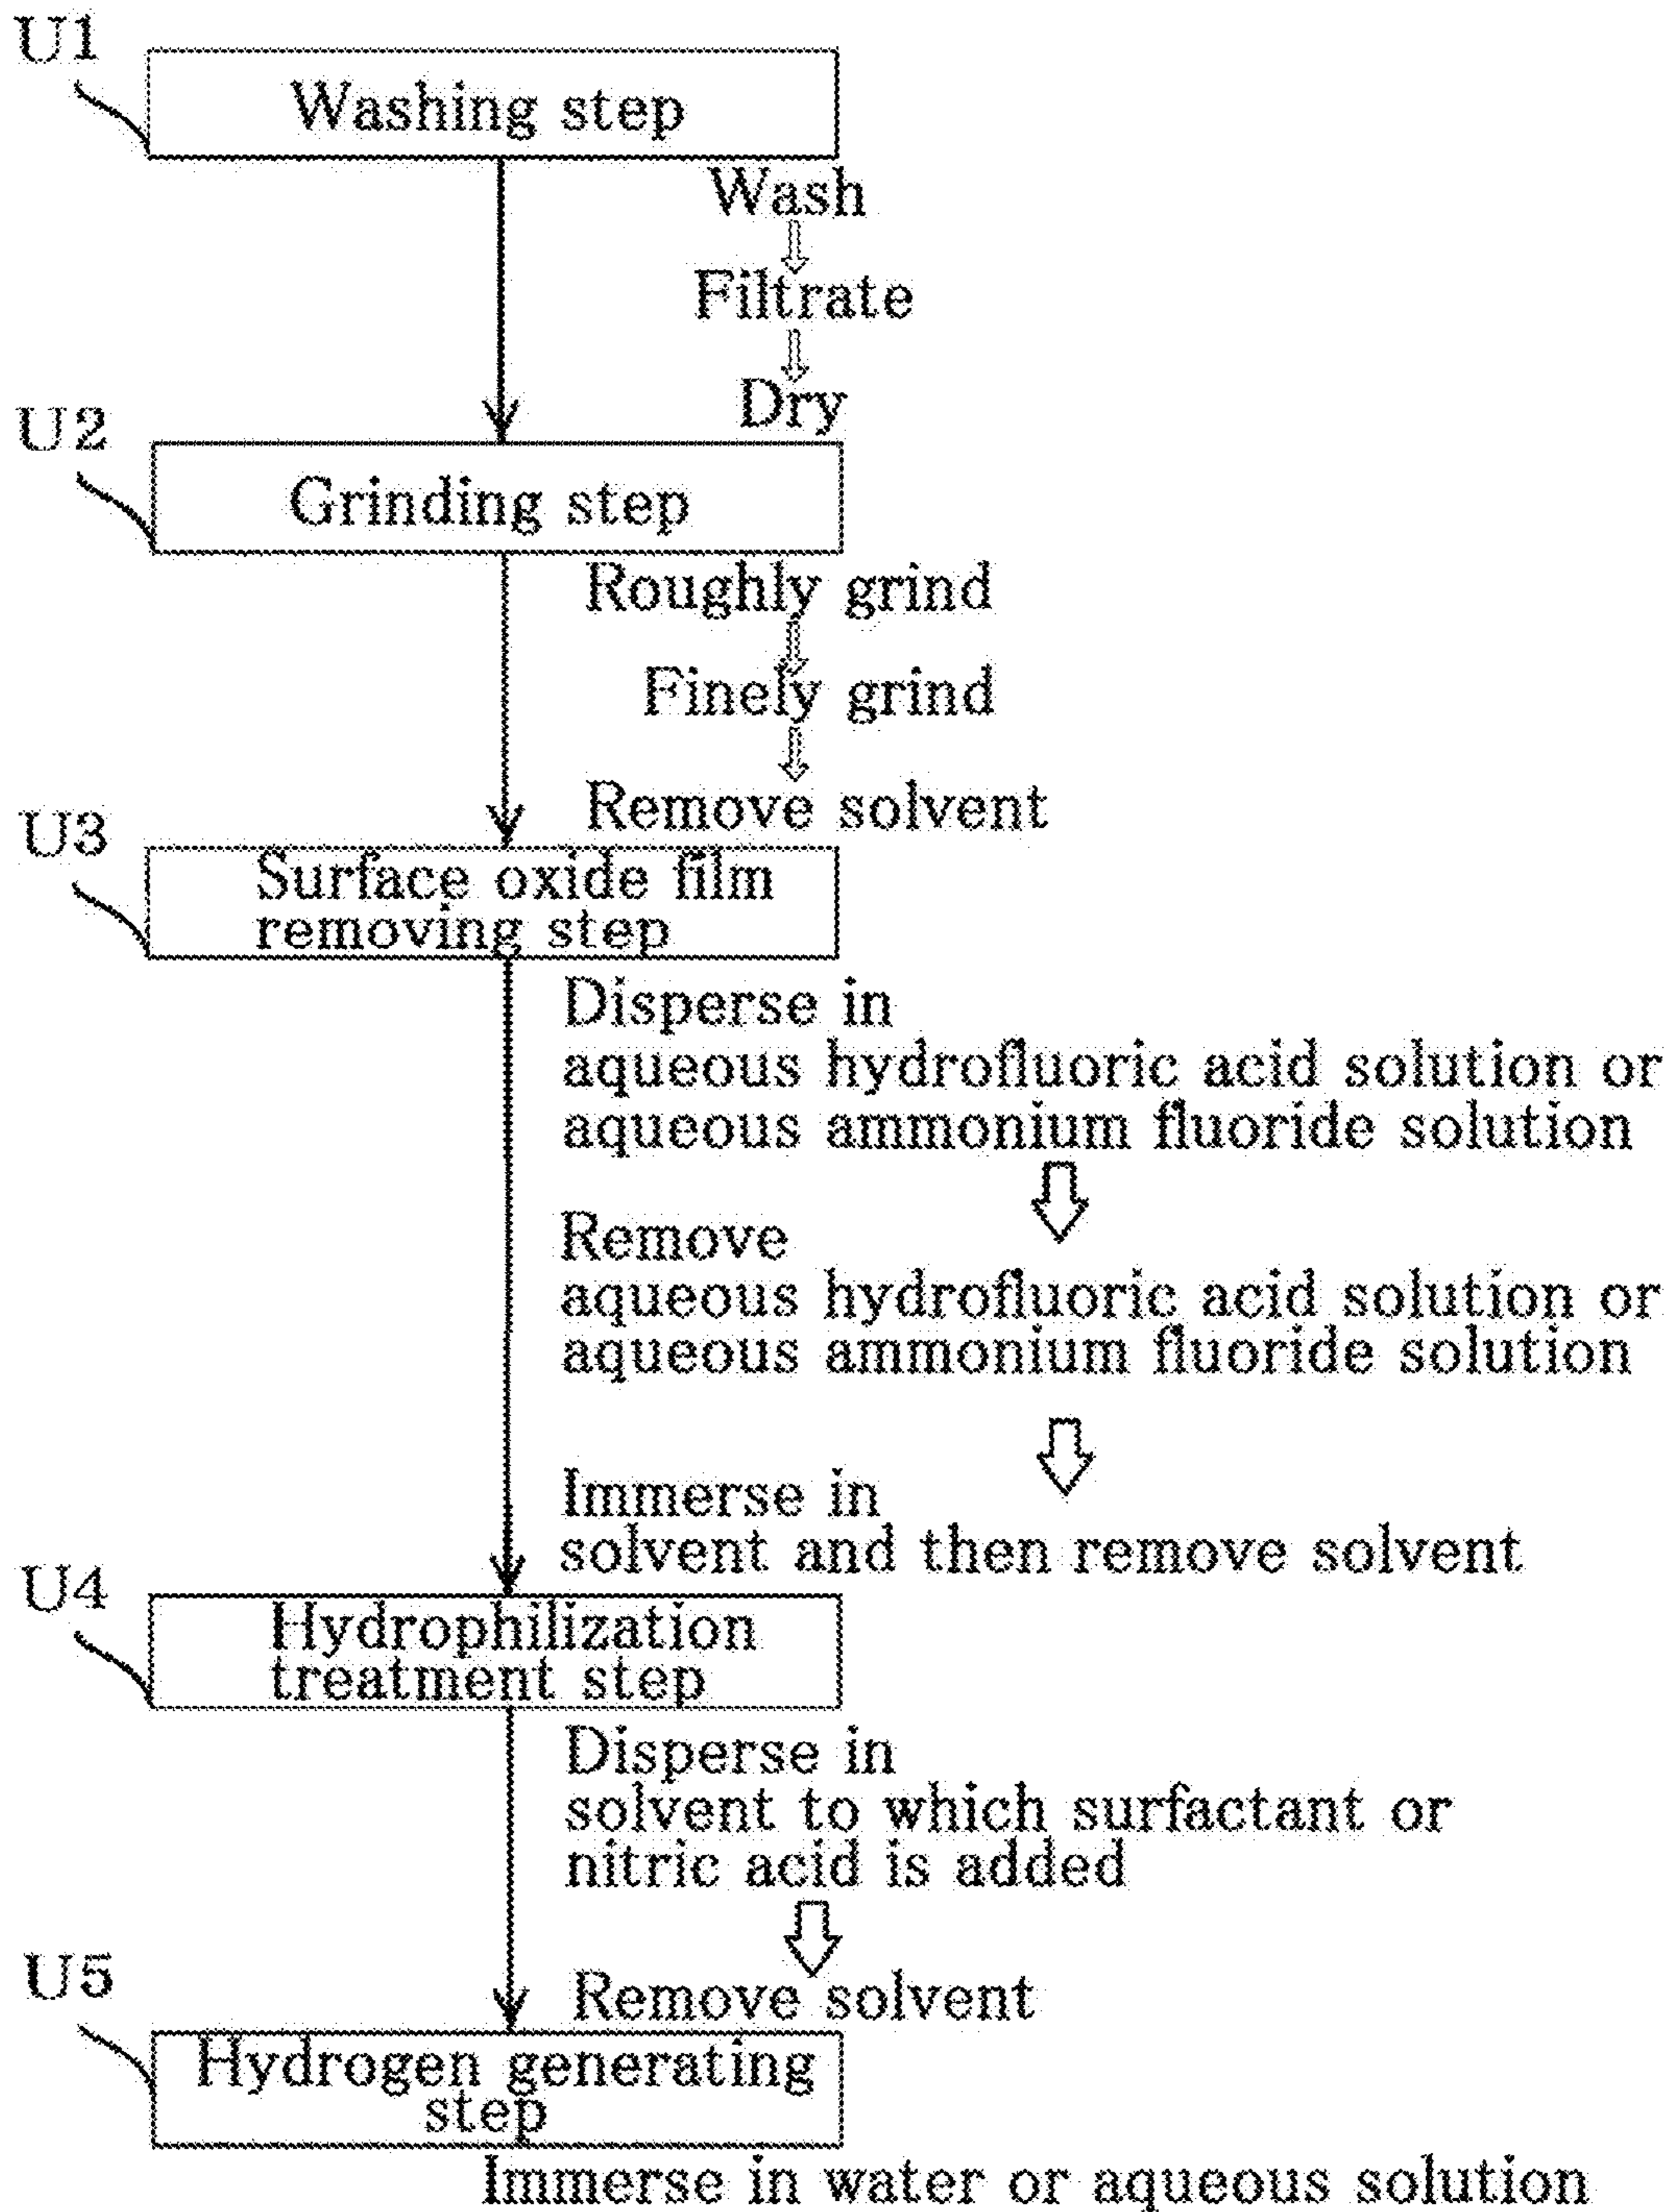 U1
Washing step
Wash
Filtrate
Dry
U2
Grinding step
Roughly grind
Finely grind
Remove solvent
U3
Surface oxide film
removing step
Disperse in
aqueous hydrofluoric acid solution or
aqueous ammonium fluoride solution
Remove
aqueous hydrofluoric acid solution or
aqueous ammonium fluoride solution
Immerse in
solvent and then remove solvent
U4
Hydrophilization
treatment step
Disperse in
solvent to which surfactant or
nitric acid is added
Remove solvent
U5
Hydrogen generating
step
Immerse in water or aqueous solution